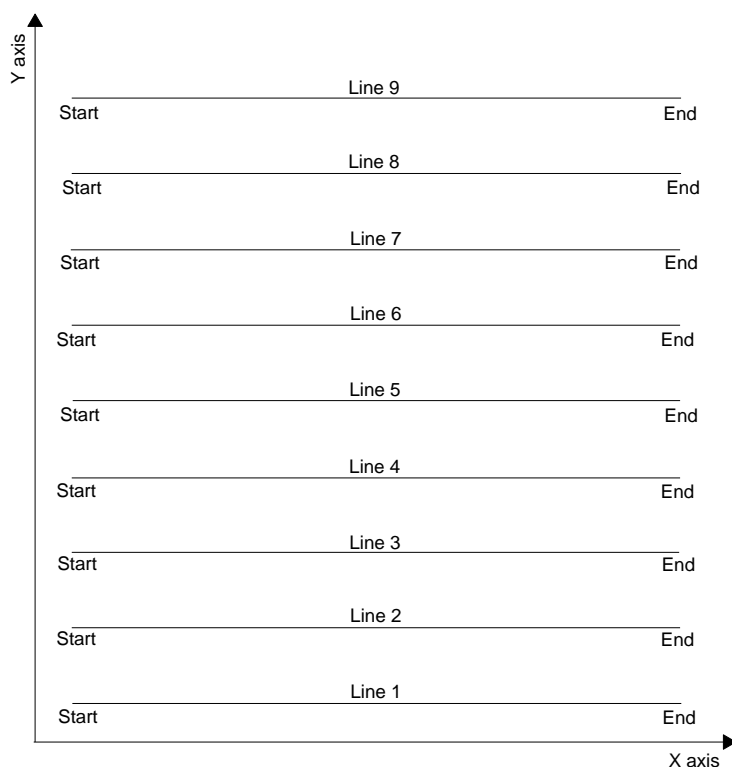 Y axis
Line 9
Start End
Line 8
Start End
Line 7
Start End
Line 6
Start End
Line 5
Start End
Line 4
Start End
Line 3
Start End
Line 2
Start End
Line 1
Start End
X axis